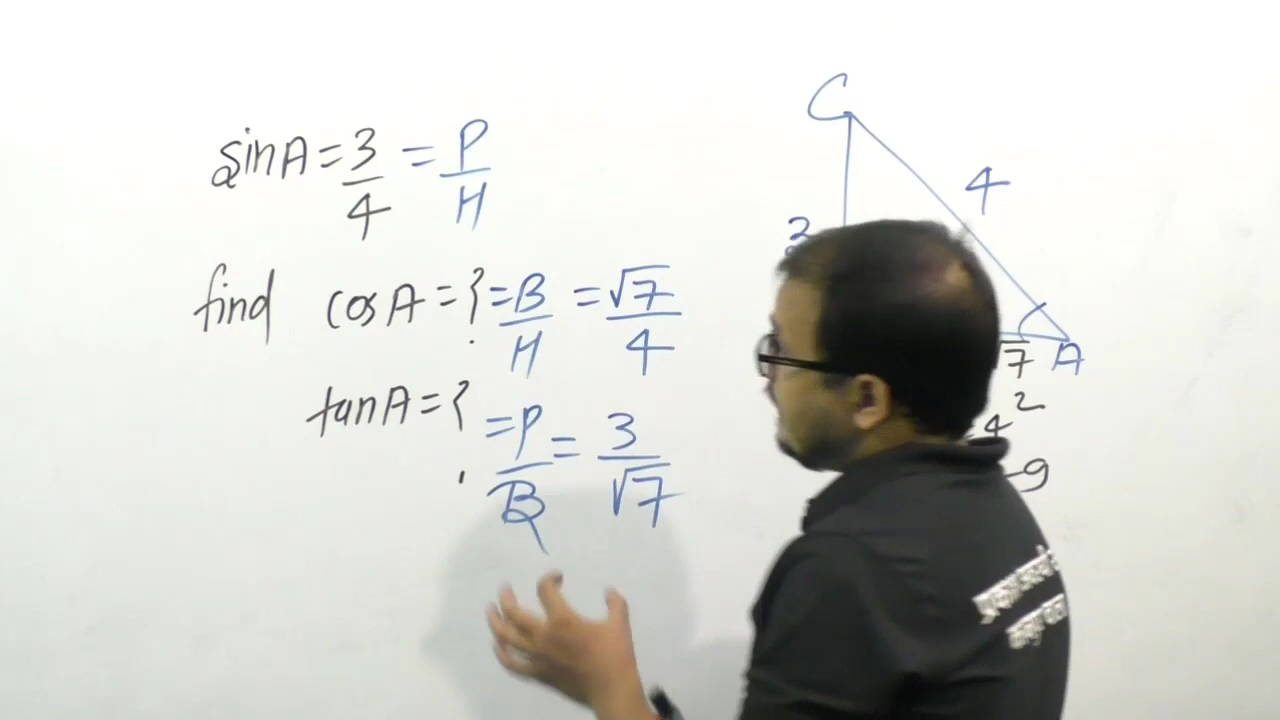 sinA = 3/4 = P/H
find cosA = ? = B/H = √7/4
tanA = ? = P/B = 3/√7
C
4
3
√7 A
4²
-9